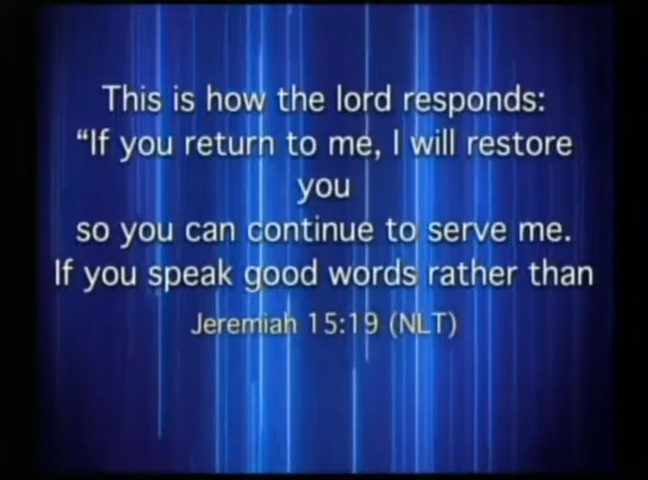 This is how the lord responds:
“If you return to me, I will restore
you
so you can continue to serve me.
If you speak good words rather than
Jeremiah 15:19 (NLT)